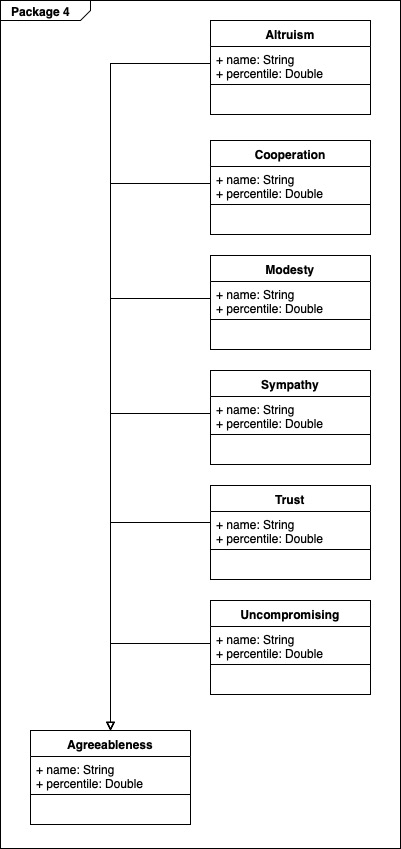 Package 4
Altruism
+ name: String
+ percentile: Double
Cooperation
+ name: String
+ percentile: Double
Modesty
+ name: String
+ percentile: Double
Sympathy
+ name: String
+ percentile: Double
Trust
+ name: String
+ percentile: Double
Uncompromising
+ name: String
+ percentile: Double
Agreeableness
+ name: String
+ percentile: Double